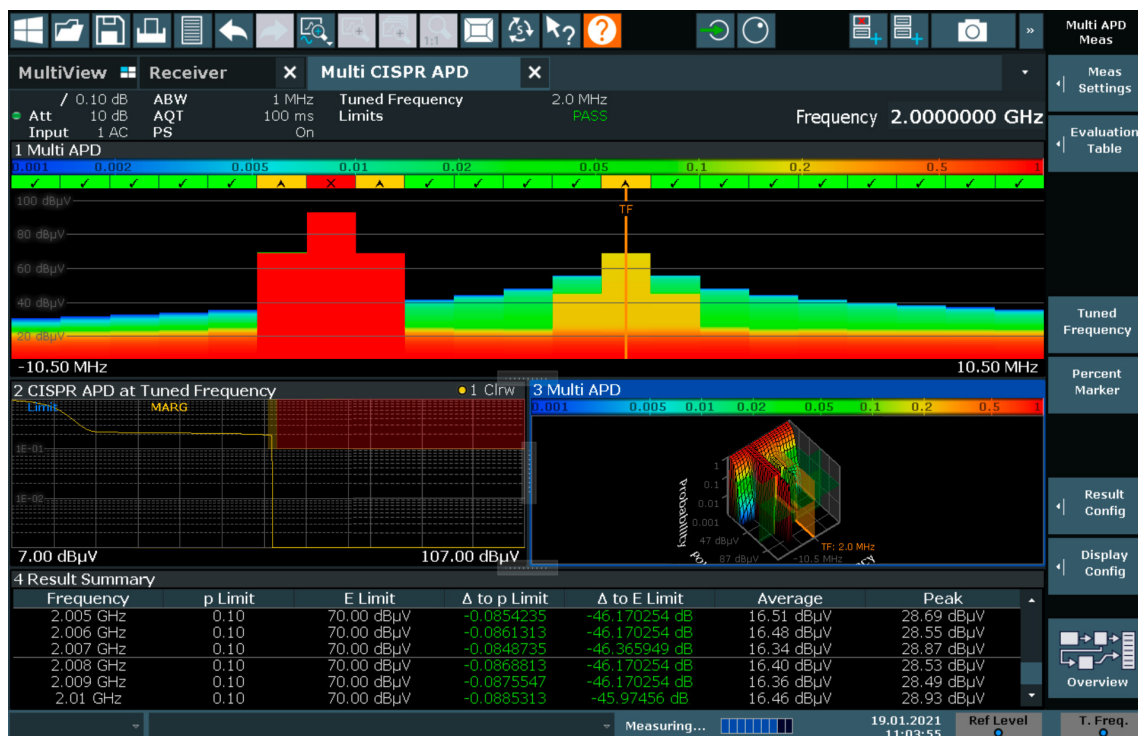 1:1
Multi APD
Meas
MultiView
Receiver
Multi CISPR APD
Meas
Settings
/ 0.10 dB ABW 1 MHz Tuned Frequency 2.0 MHz
Att 10 dB AQT 100 ms Limits PASS
Input 1 AC PS On
Frequency 2.0000000 GHz
Evaluation
Table
1 Multi APD
0.001 0.002 0.005 0.01 0.02 0.05 0.1 0.2 0.5 1
100 dBµV
TF
80 dBµV
60 dBµV
40 dBµV
20 dBµV
-10.50 MHz 10.50 MHz
Tuned
Frequency
Percent
Marker
2 CISPR APD at Tuned Frequency 1 Clrw
Limit MARG
1E-01
1E-02
7.00 dBµV 107.00 dBµV
3 Multi APD
0.001 0.005 0.01 0.02 0.05 0.1 0.2 0.5 1
1
0.1
0.01
0.001
Probability
47 dBµV
87 dBµV
-10.5 MHz
TF: 2.0 MHz
Result
Config
Display
Config
4 Result Summary
Frequency p Limit E Limit Δ to p Limit Δ to E Limit Average Peak
2.005 GHz 0.10 70.00 dBµV -0.0854235 -46.170254 dB 16.51 dBµV 28.69 dBµV
2.006 GHz 0.10 70.00 dBµV -0.0861313 -46.170254 dB 16.48 dBµV 28.55 dBµV
2.007 GHz 0.10 70.00 dBµV -0.0848735 -46.365949 dB 16.34 dBµV 28.87 dBµV
2.008 GHz 0.10 70.00 dBµV -0.0868813 -46.170254 dB 16.40 dBµV 28.53 dBµV
2.009 GHz 0.10 70.00 dBµV -0.0875547 -46.170254 dB 16.36 dBµV 28.49 dBµV
2.01 GHz 0.10 70.00 dBµV -0.0885313 -45.97456 dB 16.46 dBµV 28.93 dBµV
Overview
Measuring...
19.01.2021
11:03:55
Ref Level
T. Freq.